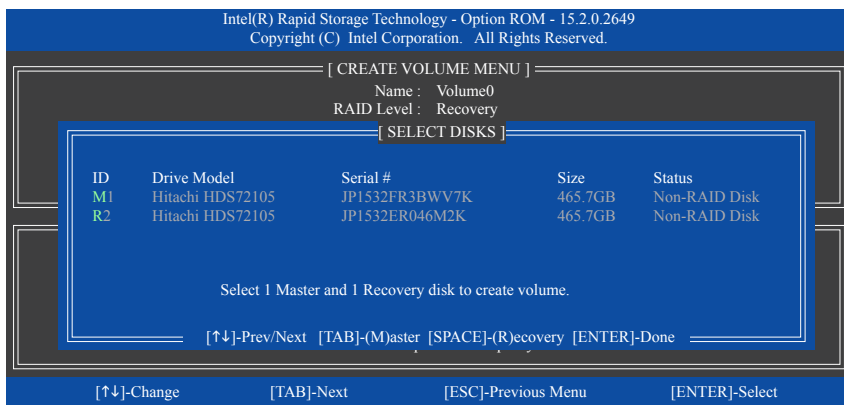 Intel(R) Rapid Storage Technology - Option ROM - 15.2.0.2649
Copyright (C) Intel Corporation. All Rights Reserved.
[ CREATE VOLUME MENU ]
Name : Volume0
RAID Level : Recovery
[ SELECT DISKS ]
ID Drive Model Serial # Size Status
M1 Hitachi HDS72105 JP1532FR3BWV7K 465.7GB Non-RAID Disk
R2 Hitachi HDS72105 JP1532ER046M2K 465.7GB Non-RAID Disk
Select 1 Master and 1 Recovery disk to create volume.
[↑↓]-Prev/Next [TAB]-(M)aster [SPACE]-(R)ecovery [ENTER]-Done
[↑↓]-Change [TAB]-Next [ESC]-Previous Menu [ENTER]-Select